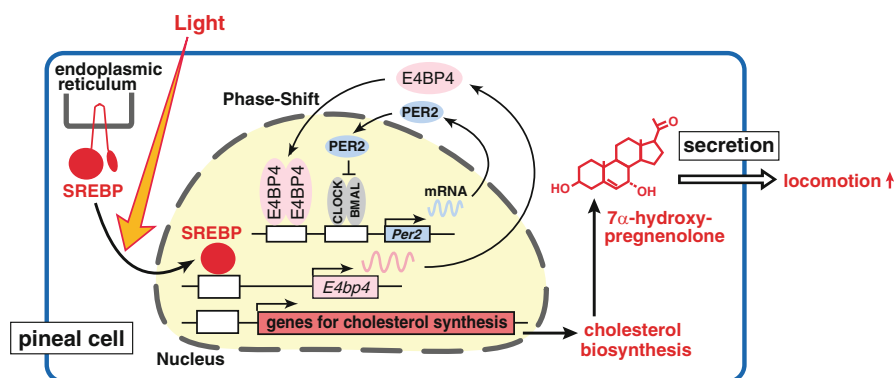 Light
endoplasmic
reticulum
SREBP
Phase-Shift
E4BP4
PER2
PER2
E4BP4
E4BP4
CLOCK
BMAL
mRNA
Per2
SREBP
E4bp4
genes for cholesterol synthesis
Nucleus
pineal cell
cholesterol
biosynthesis
O
HO
OH
7α-hydroxy-
pregnenolone
secretion
locomotion